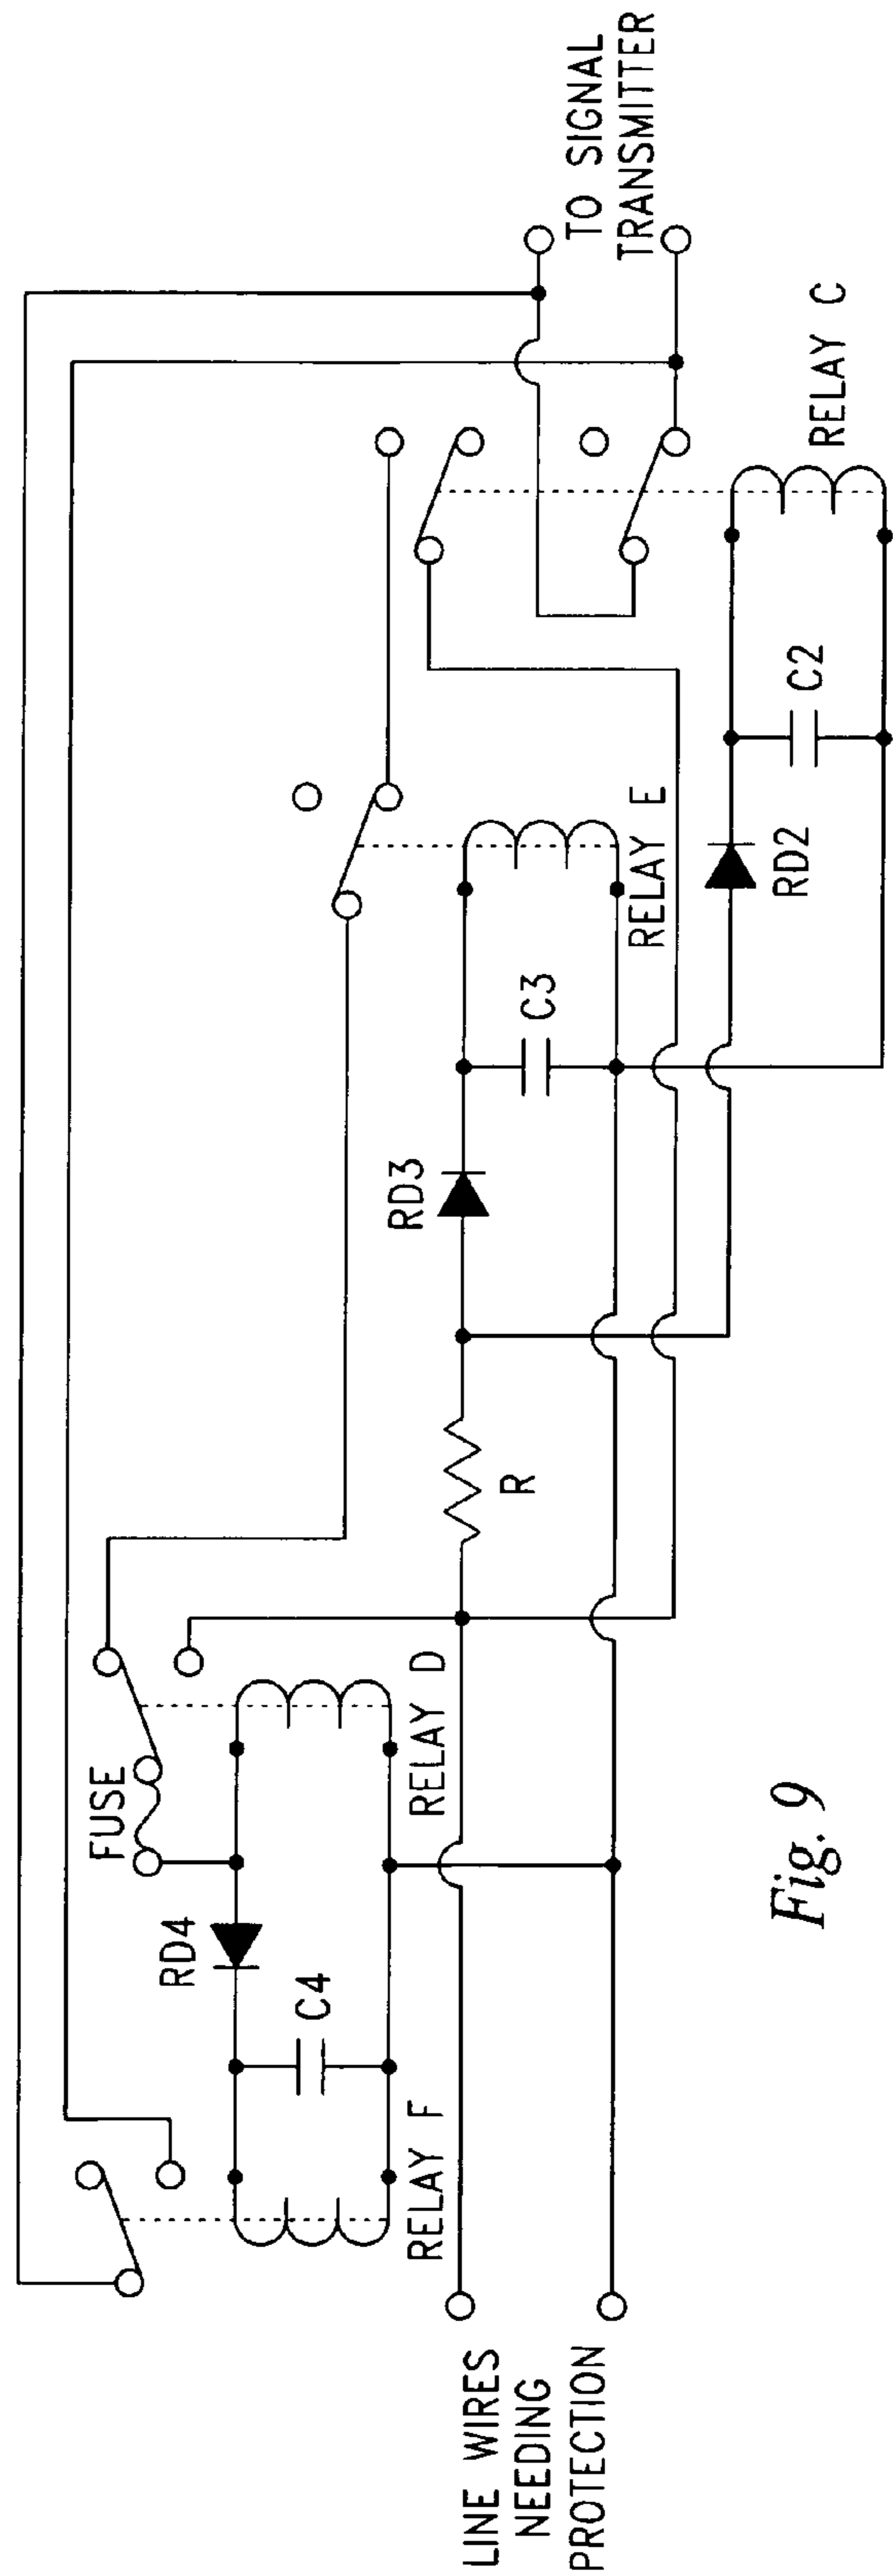 FUSE
RD4
C4
RELAY F
RELAY D
LINE WIRES
NEEDING
PROTECTION
R
RD3
C3
RELAY E
RD2
C2
RELAY C
TO SIGNAL
TRANSMITTER
Fig. 9